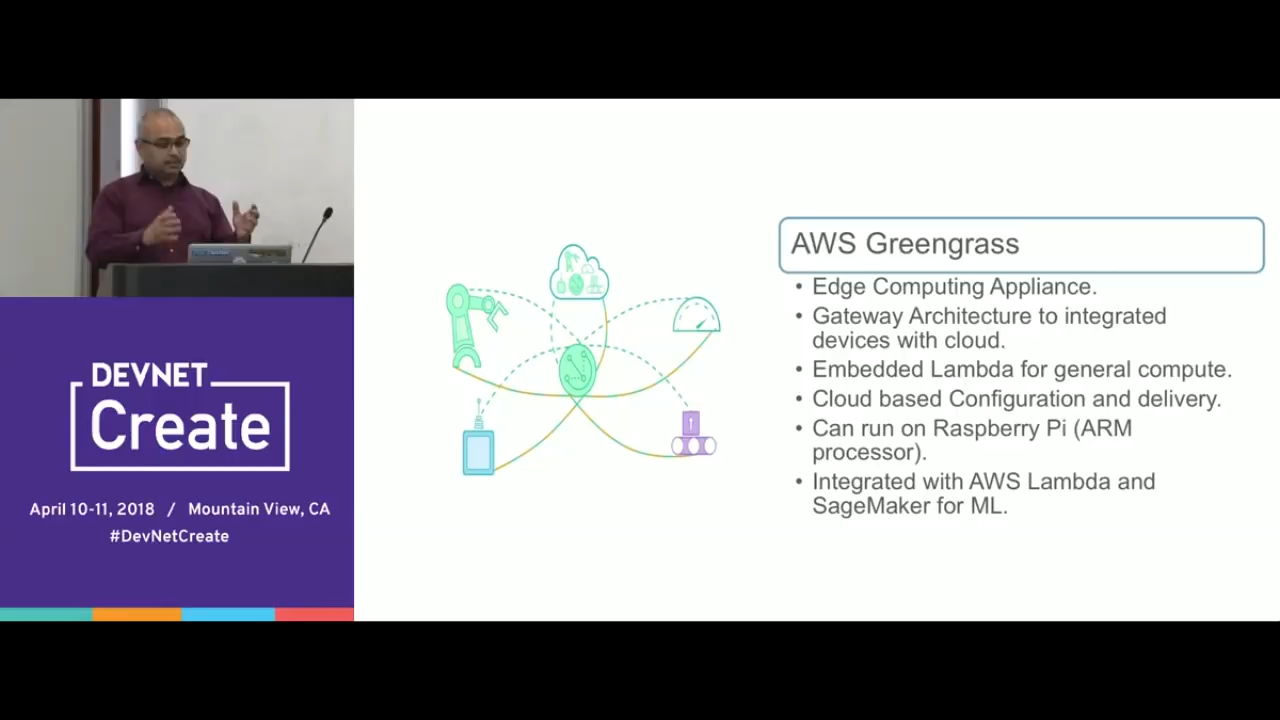 DEVNET
Create
April 10-11, 2018 / Mountain View, CA
#DevNetCreate
AWS Greengrass
• Edge Computing Appliance.
• Gateway Architecture to integrated
devices with cloud.
• Embedded Lambda for general compute.
• Cloud based Configuration and delivery.
• Can run on Raspberry Pi (ARM
processor).
• Integrated with AWS Lambda and
SageMaker for ML.